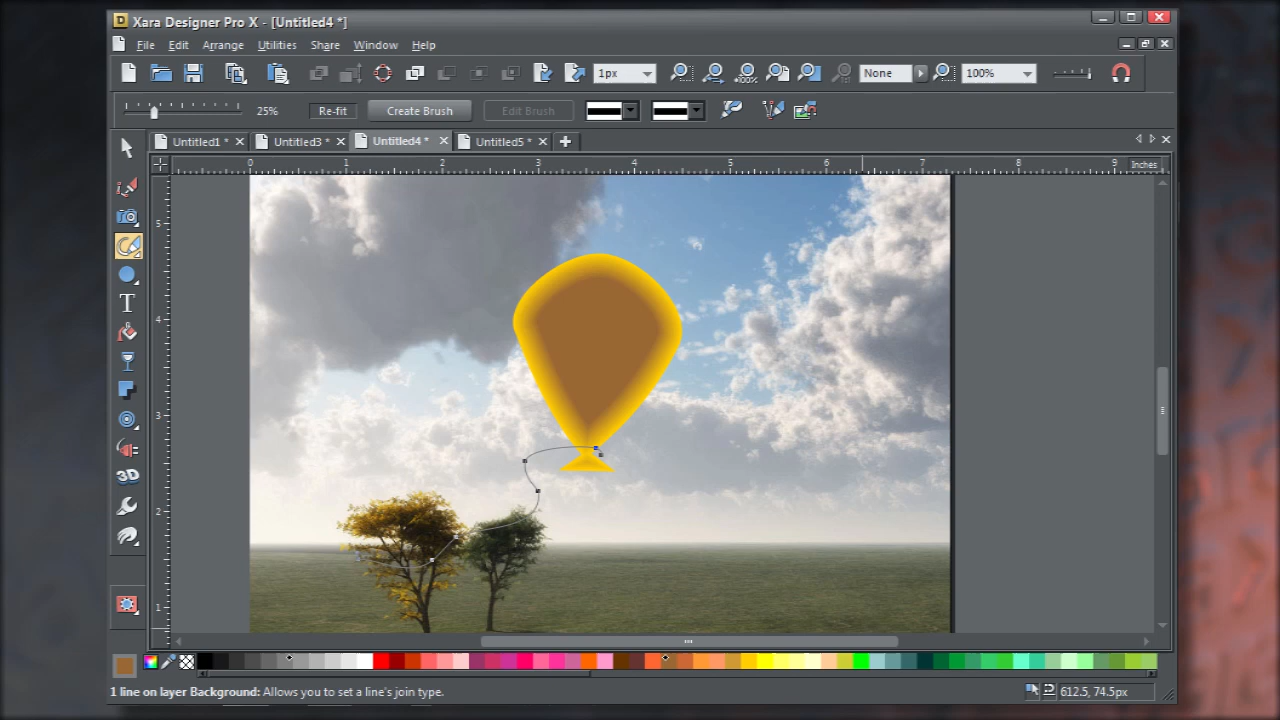 Xara Designer Pro X - [Untitled4 *]
File Edit Arrange Utilities Share Window Help
1px None 100%
25% Re-fit Create Brush Edit Brush
Untitled1 * Untitled3 * Untitled4 * Untitled5 *
0 1 2 3 4 5 6 7 8 9 Inches
5
4
3
2
1
T
3D
1 line on layer Background: Allows you to set a line's join type. 612.5, 74.5px